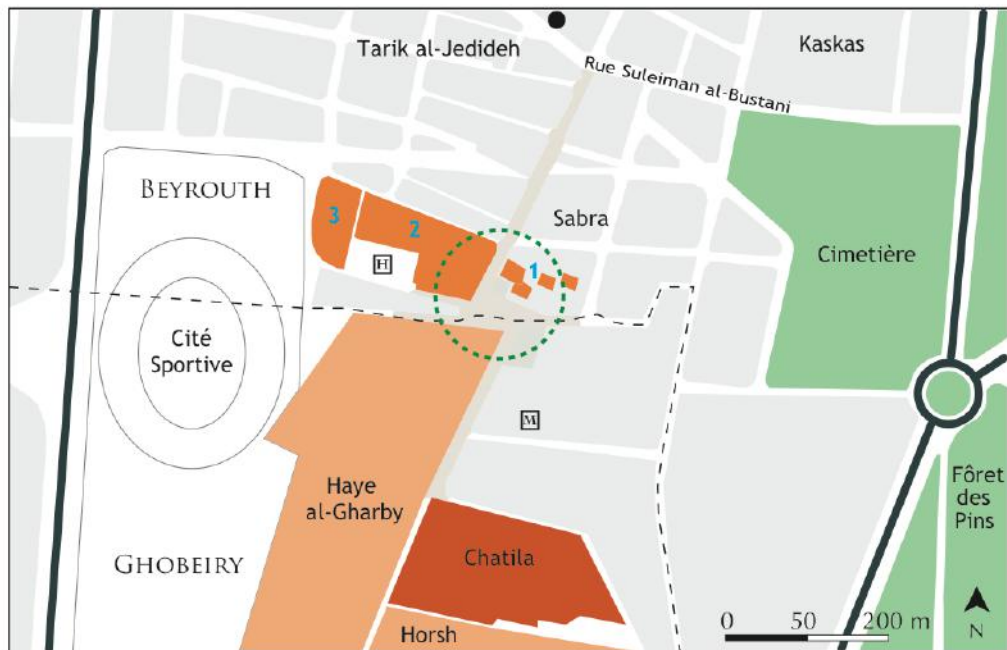 Tarik al-Jedideh
Kaskas
Rue Suleiman al-Bustani
BEYROUTH
3
2
Sabra
1
H
Cimetière
Cité
Sportive
M
Haye
al-Gharby
Fôret
des
Pins
GHOBEIRY
Chatila
Horsh
0 50 200 m
N